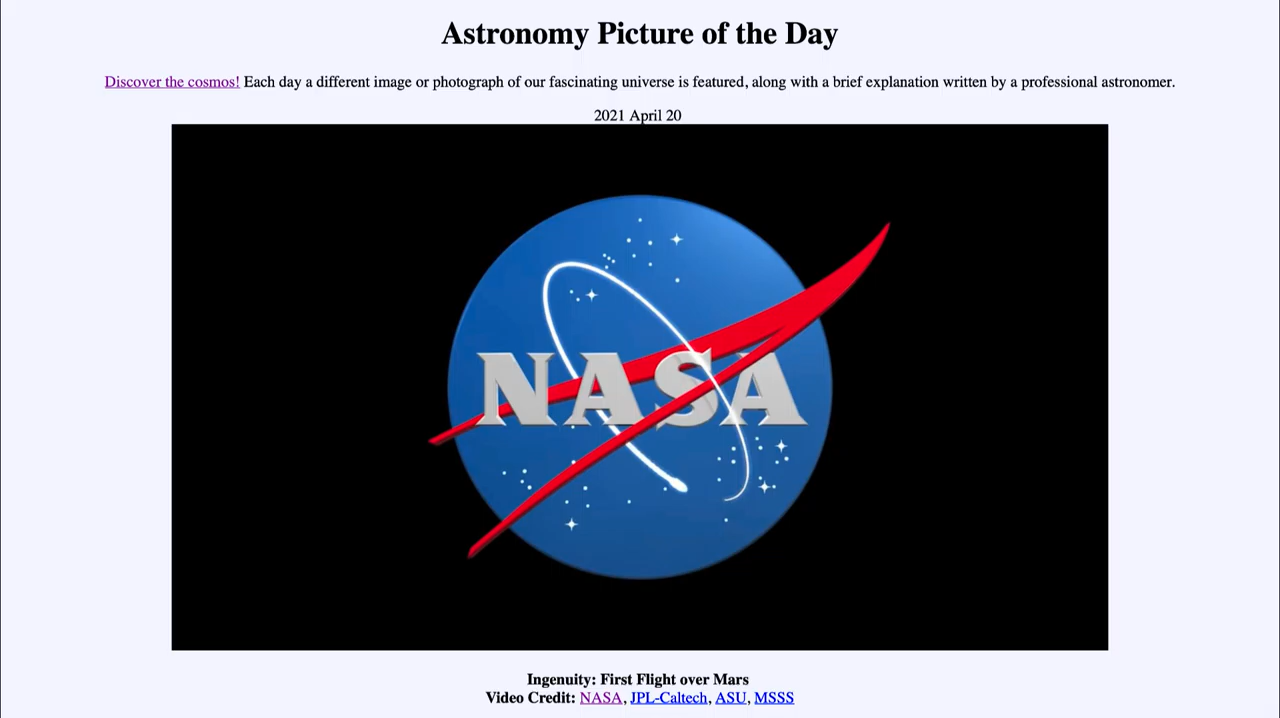 Astronomy Picture of the Day
Discover the cosmos! Each day a different image or photograph of our fascinating universe is featured, along with a brief explanation written by a professional astronomer.
2021 April 20
NASA
Ingenuity: First Flight over Mars
Video Credit: NASA, JPL-Caltech, ASU, MSSS